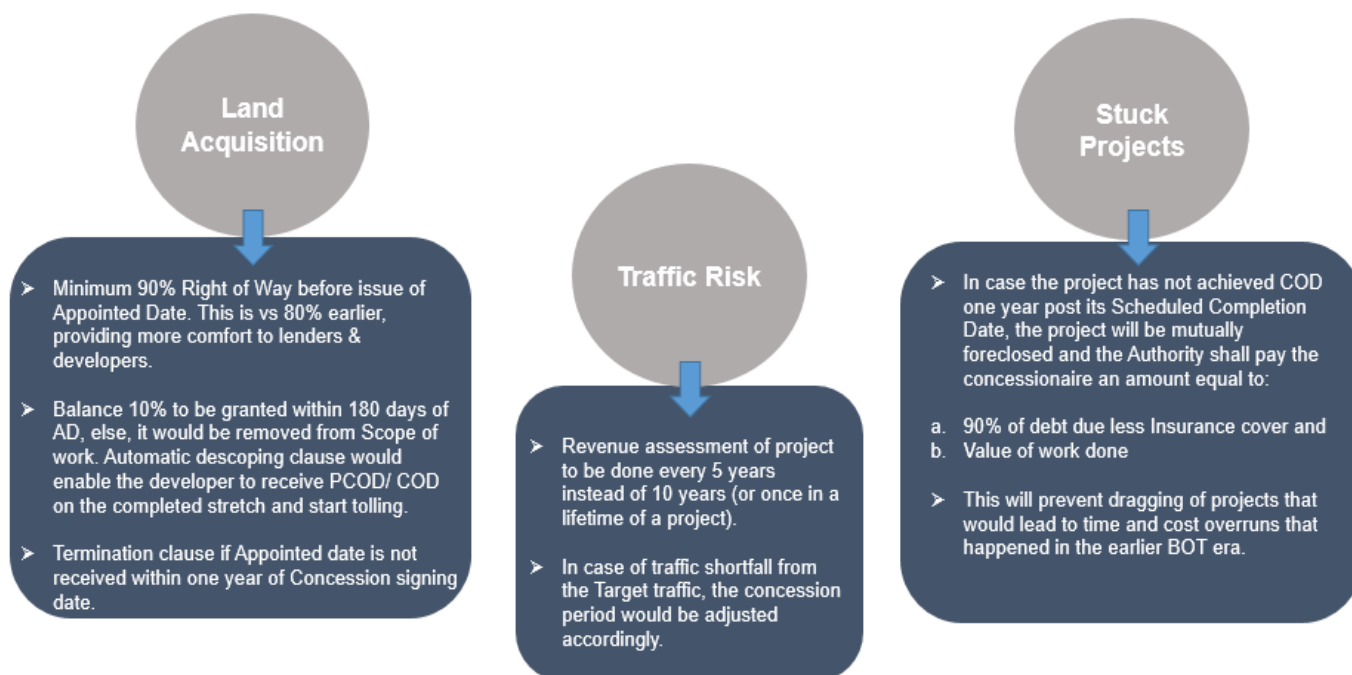 Land
Acquisition
➢ Minimum 90% Right of Way before issue of
Appointed Date. This is vs 80% earlier,
providing more comfort to lenders &
developers.
➢ Balance 10% to be granted within 180 days of
AD, else, it would be removed from Scope of
work. Automatic descoping clause would
enable the developer to receive PCOD/ COD
on the completed stretch and start tolling.
➢ Termination clause if Appointed date is not
received within one year of Concession signing
date.
Traffic Risk
➢ Revenue assessment of project
to be done every 5 years
instead of 10 years (or once in a
lifetime of a project).
➢ In case of traffic shortfall from
the Target traffic, the concession
period would be adjusted
accordingly.
Stuck
Projects
➢ In case the project has not achieved COD
one year post its Scheduled Completion
Date, the project will be mutually
foreclosed and the Authority shall pay the
concessionaire an amount equal to:
a. 90% of debt due less Insurance cover and
b. Value of work done
➢ This will prevent dragging of projects that
would lead to time and cost overruns that
happened in the earlier BOT era.